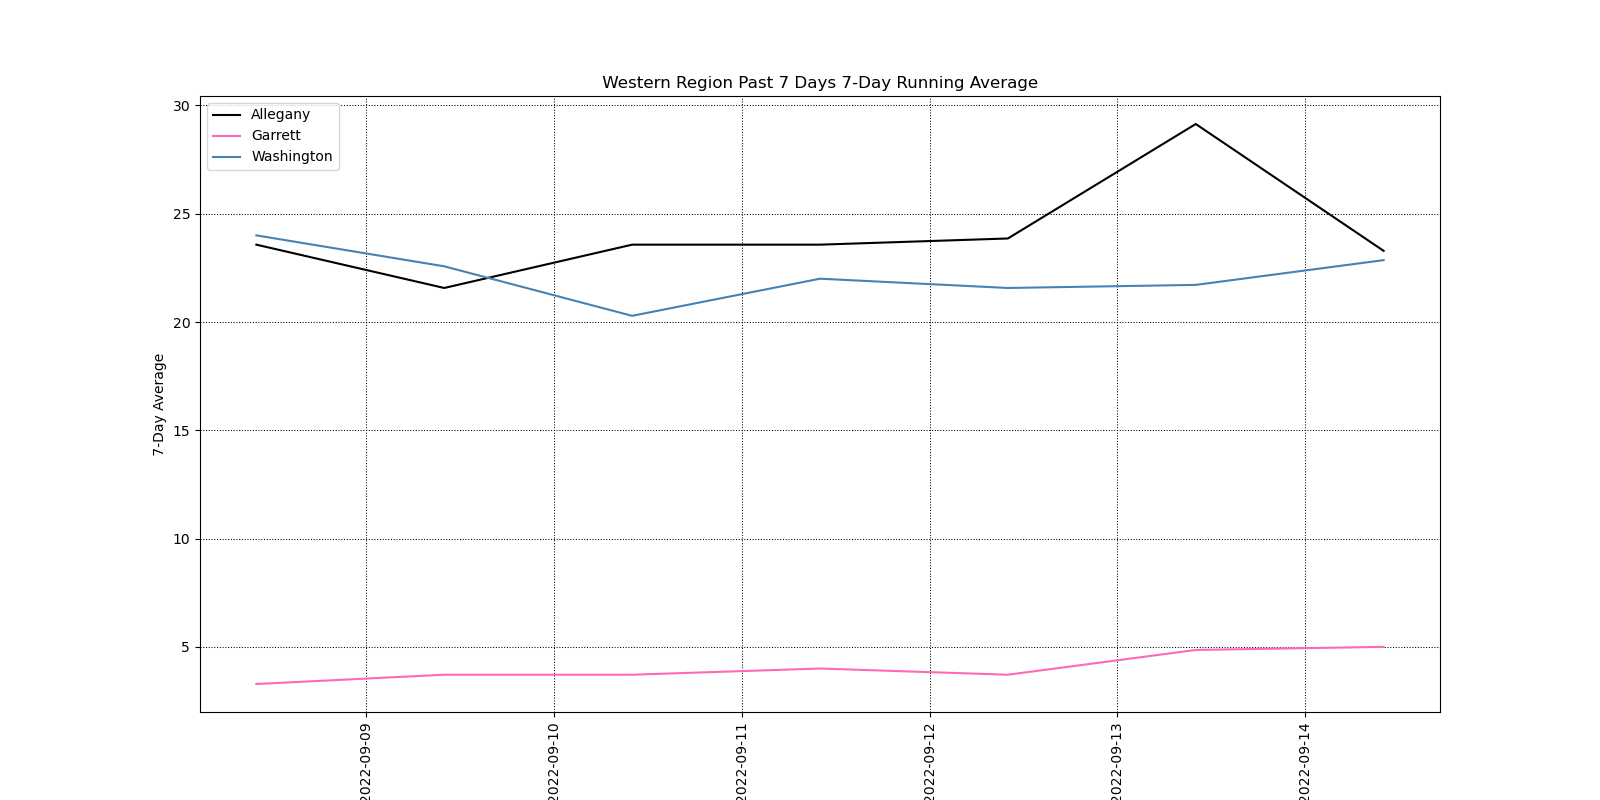 Western Region Past 7 Days 7-Day Running Average
Allegany
Garrett
Washington
30
25
20
15
10
5
7-Day Average
2022-09-09
2022-09-10
2022-09-11
2022-09-12
2022-09-13
2022-09-14